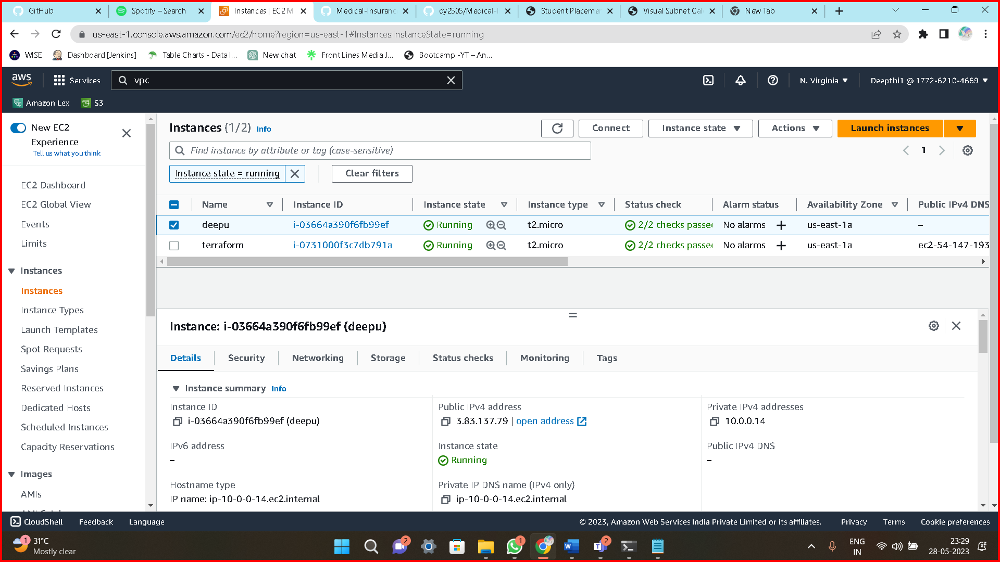 GitHub
Spotify – Search
Instances | EC2 M
Medical-Insuranc
dy2505/Medical-I
Student Placemen
Visual Subnet Cal
New Tab
us-east-1.console.aws.amazon.com/ec2/home?region=us-east-1#Instances:instanceState=running
WISE
Dashboard [Jenkins]
Table Charts - Data I...
New chat
Front Lines Media J...
Bootcamp -YT – An...
aws
Services
vpc
N. Virginia
Deepthi1 @ 1772-6210-4669
Amazon Lex
S3
New EC2
Experience
Tell us what you think
EC2 Dashboard
EC2 Global View
Events
Limits
Instances
Instances
Instance Types
Launch Templates
Spot Requests
Savings Plans
Reserved Instances
Dedicated Hosts
Scheduled Instances
Capacity Reservations
Images
AMIs
Instances (1/2) Info
Connect
Instance state
Actions
Launch instances
Find instance by attribute or tag (case-sensitive)
1
Instance state = running
Clear filters
Name Instance ID Instance state Instance type Status check Alarm status Availability Zone Public IPv4 DNS
deepu i-03664a390f6fb99ef Running t2.micro 2/2 checks passed No alarms + us-east-1a –
terraform i-0731000f3c7db791a Running t2.micro 2/2 checks passed No alarms + us-east-1a ec2-54-147-193
Instance: i-03664a390f6fb99ef (deepu)
Details Security Networking Storage Status checks Monitoring Tags
Instance summary Info
Instance ID
i-03664a390f6fb99ef (deepu)
Public IPv4 address
3.83.137.79 | open address
Private IPv4 addresses
10.0.0.14
IPv6 address
–
Instance state
Running
Public IPv4 DNS
–
Hostname type
IP name: ip-10-0-0-14.ec2.internal
Private IP DNS name (IPv4 only)
ip-10-0-0-14.ec2.internal
CloudShell
Feedback
Language
© 2023, Amazon Web Services India Private Limited or its affiliates.
Privacy
Terms
Cookie preferences
1
31°C
Mostly clear
2
1
2
ENG
IN
23:29
28-05-2023